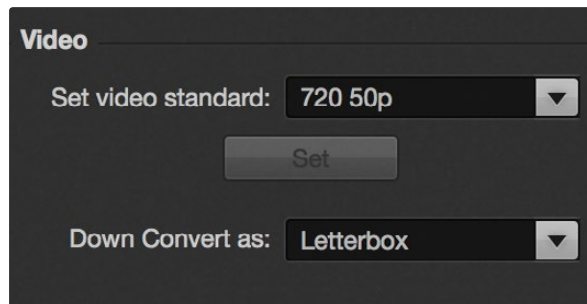 Video
Set video standard: 720 50p
Set
Down Convert as: Letterbox